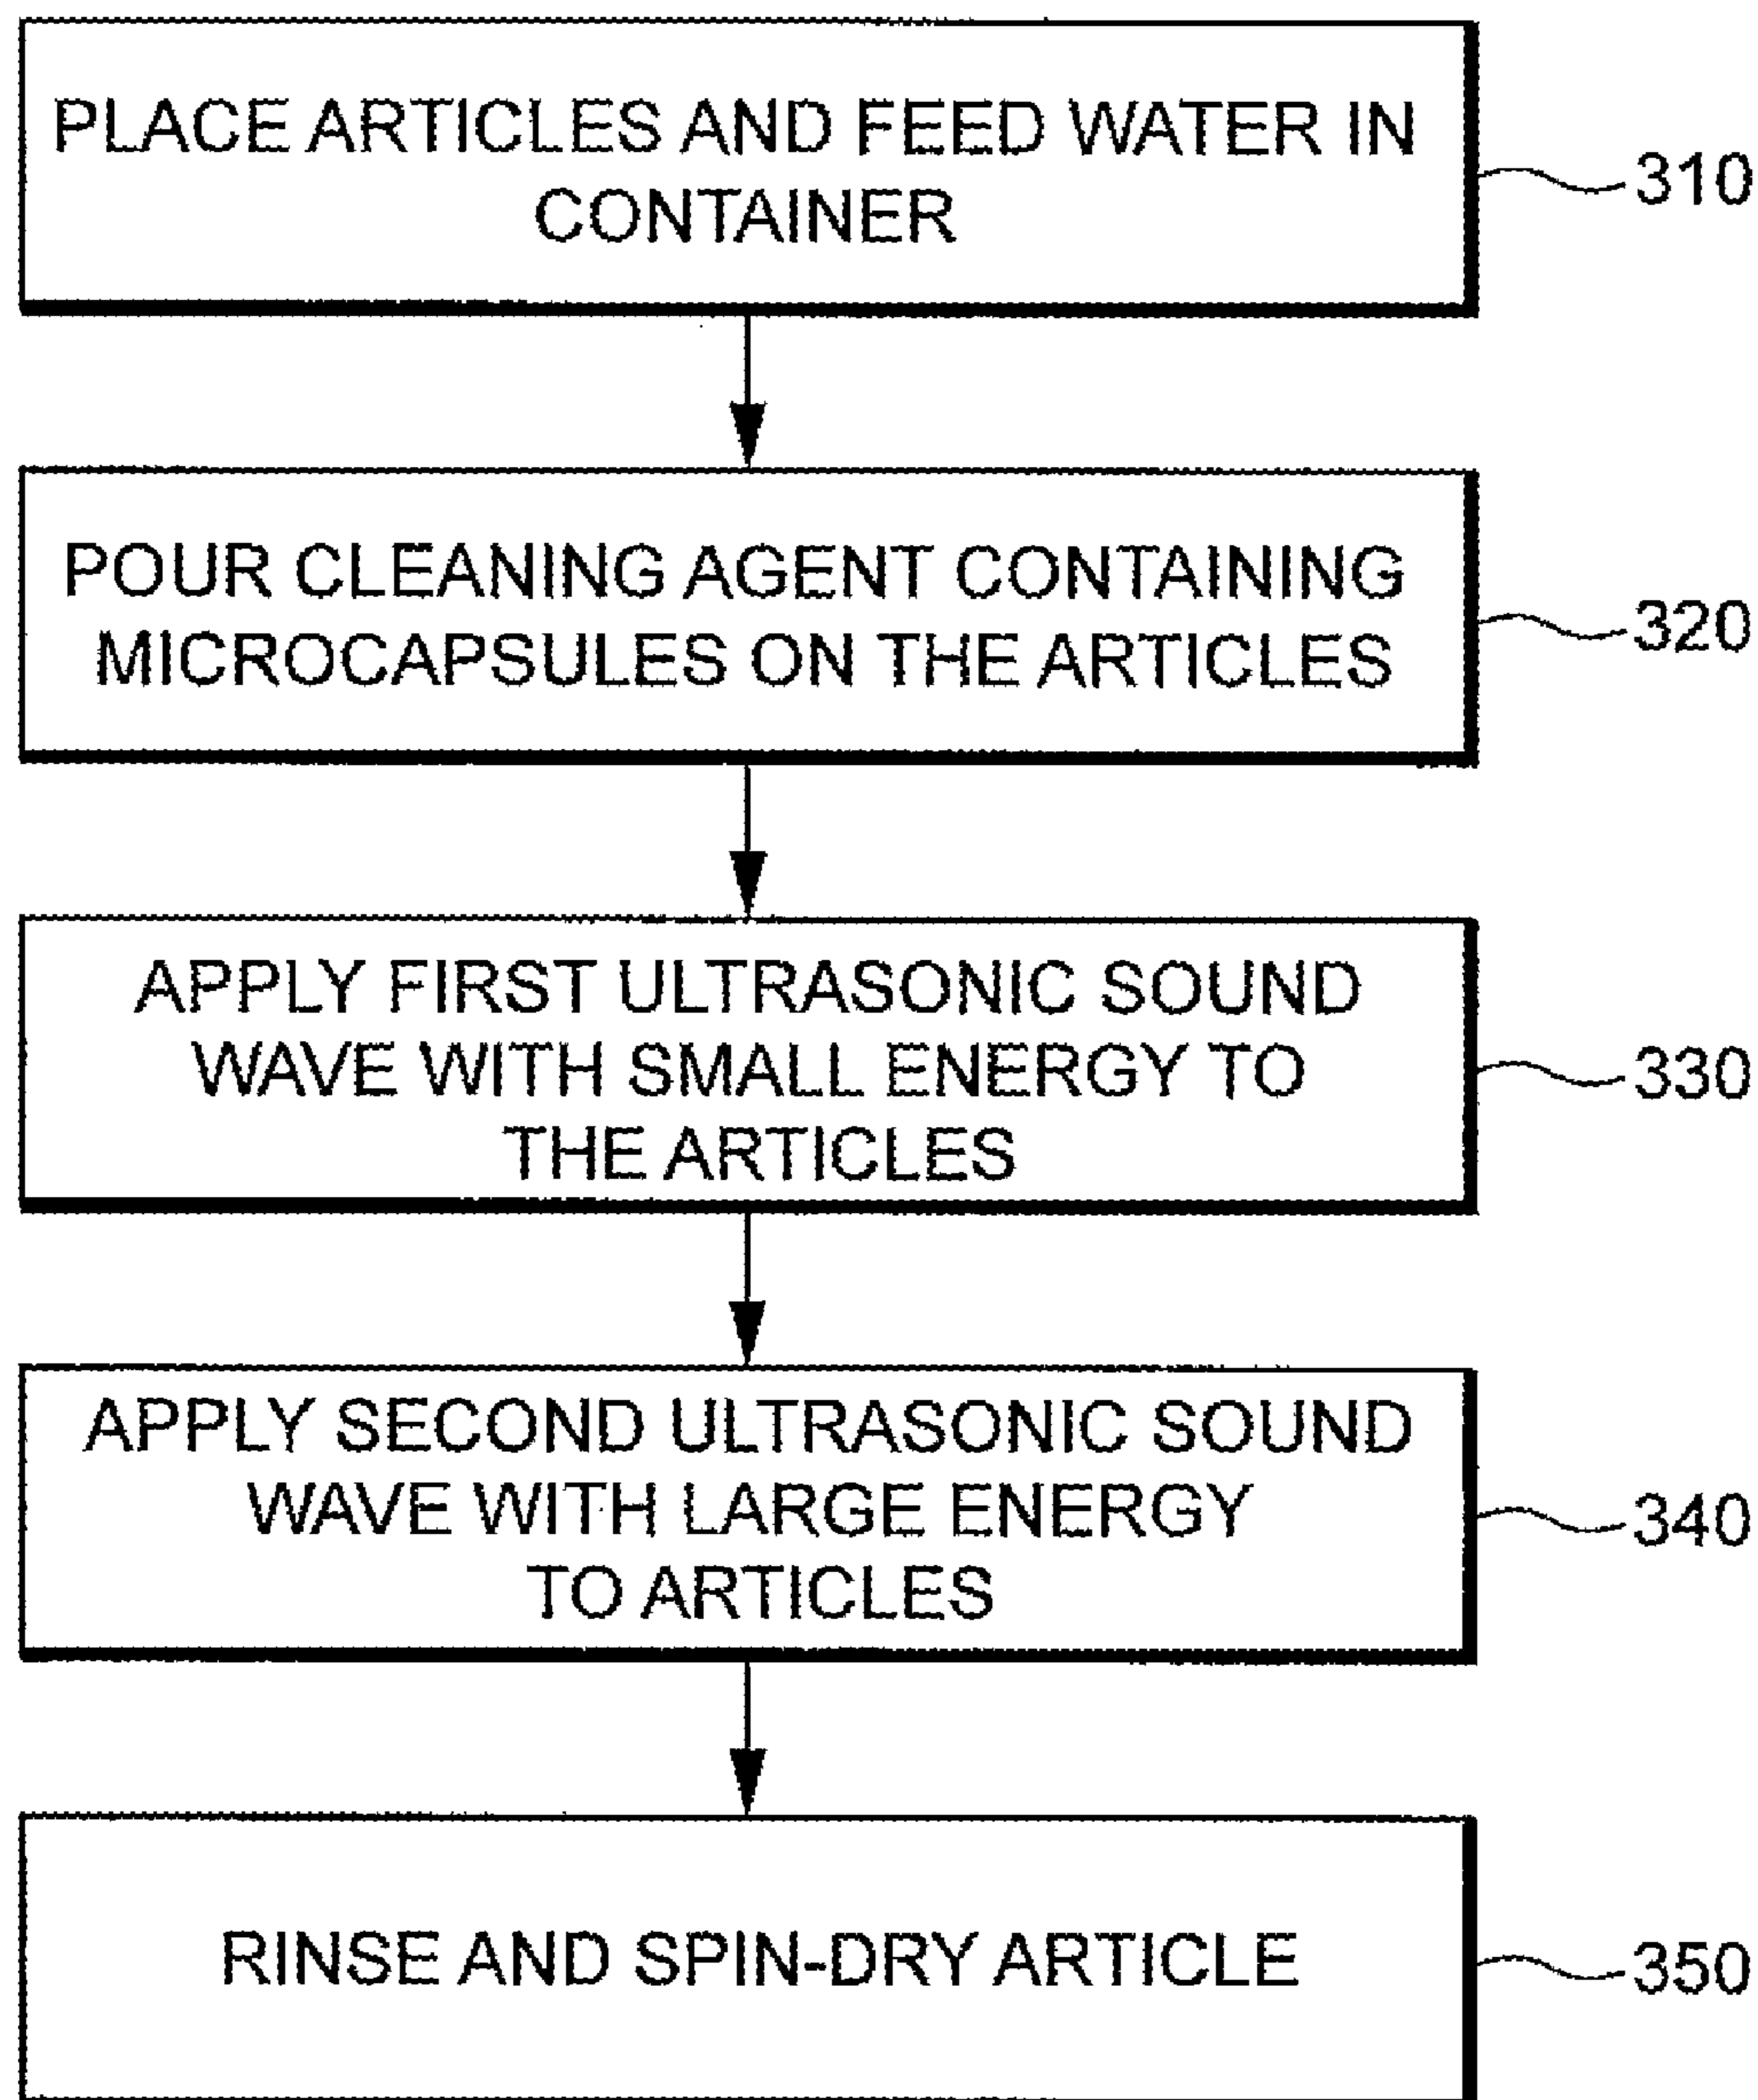 PLACE ARTICLES AND FEED WATER IN
CONTAINER
310
POUR CLEANING AGENT CONTAINING
MICROCAPSULES ON THE ARTICLES
320
APPLY FIRST ULTRASONIC SOUND
WAVE WITH SMALL ENERGY TO
THE ARTICLES
330
APPLY SECOND ULTRASONIC SOUND
WAVE WITH LARGE ENERGY
TO ARTICLES
340
RINSE AND SPIN-DRY ARTICLE
350